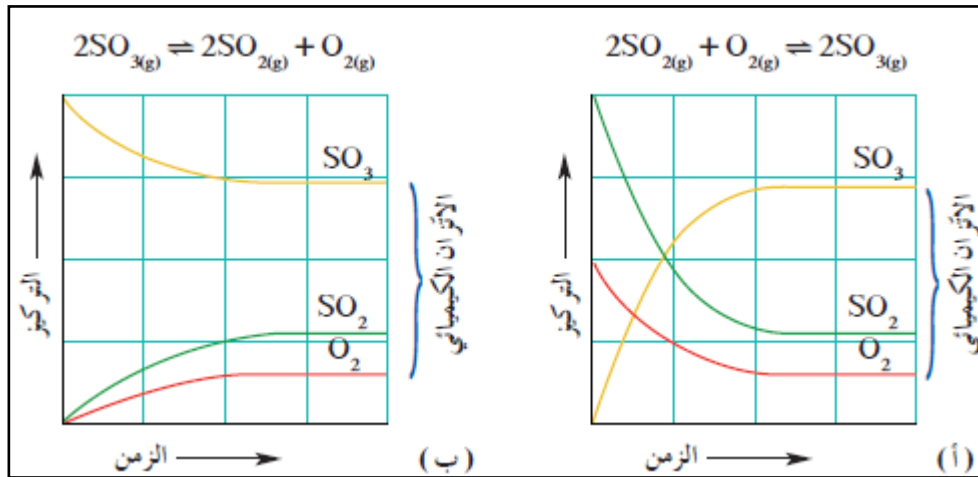 2SO₂(g) + O₂(g) ⇌ 2SO₃(g)
SO₃
SO₂
O₂
التركيز
الزمن
الاتزان الكيميائي
(أ)
2SO₃(g) ⇌ 2SO₂(g) + O₂(g)
SO₃
SO₂
O₂
التركيز
الزمن
الاتزان الكيميائي
(ب)